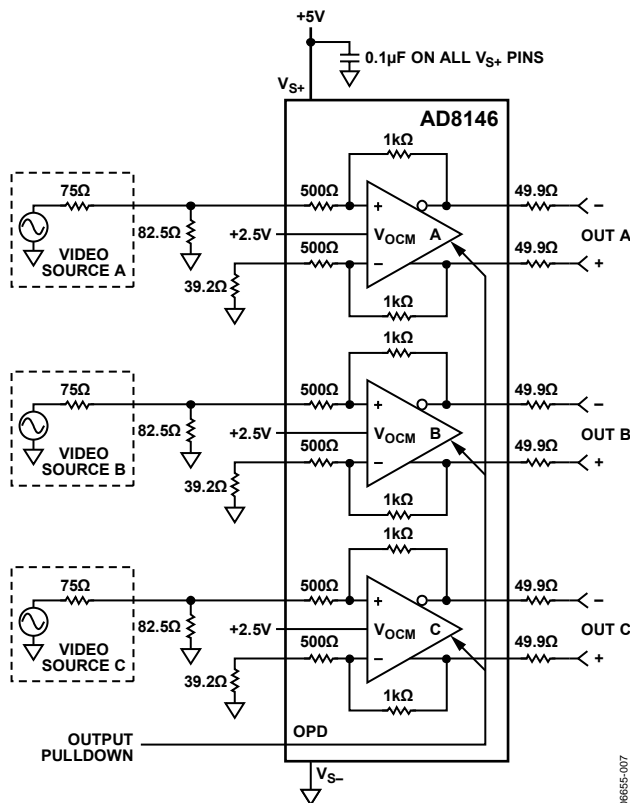 +5V
0.1µF ON ALL VS+ PINS
VS+
AD8146
1kΩ
75Ω
500Ω
49.9Ω
+
–
82.5Ω
+2.5V
VOCM A
OUT A
VIDEO
SOURCE A
500Ω
49.9Ω
–
+
39.2Ω
1kΩ
1kΩ
75Ω
500Ω
49.9Ω
+
–
82.5Ω
+2.5V
VOCM B
OUT B
VIDEO
SOURCE B
500Ω
49.9Ω
–
+
39.2Ω
1kΩ
1kΩ
75Ω
500Ω
49.9Ω
+
–
82.5Ω
+2.5V
VOCM C
OUT C
VIDEO
SOURCE C
500Ω
49.9Ω
–
+
39.2Ω
1kΩ
OUTPUT
PULLDOWN
OPD
VS–